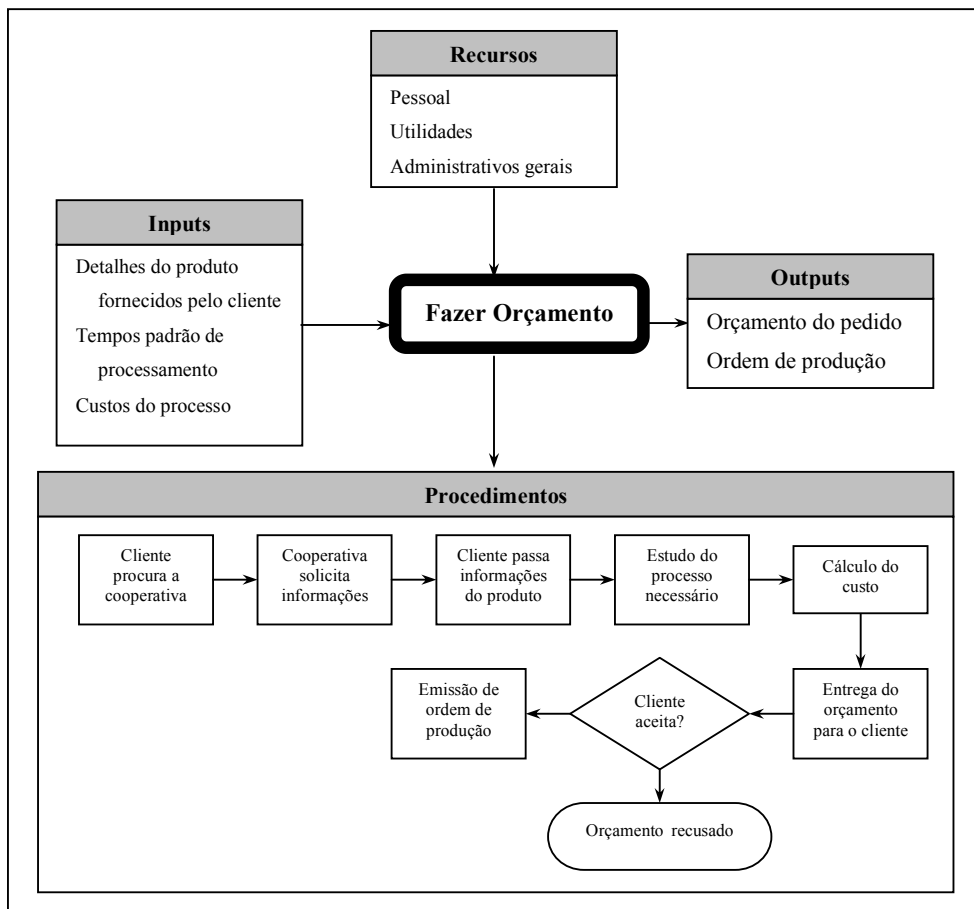 Recursos
Pessoal
Utilidades
Administrativos gerais
Inputs
Detalhes do produto
fornecidos pelo cliente
Tempos padrão de
processamento
Custos do processo
Fazer Orçamento
Outputs
Orçamento do pedido
Ordem de produção
Procedimentos
Cliente
procura a
cooperativa
Cooperativa
solicita
informações
Cliente passa
informações
do produto
Estudo do
processo
necessário
Cálculo do
custo
Entrega do
orçamento
para o cliente
Cliente
aceita?
Emissão de
ordem de
produção
Orçamento recusado